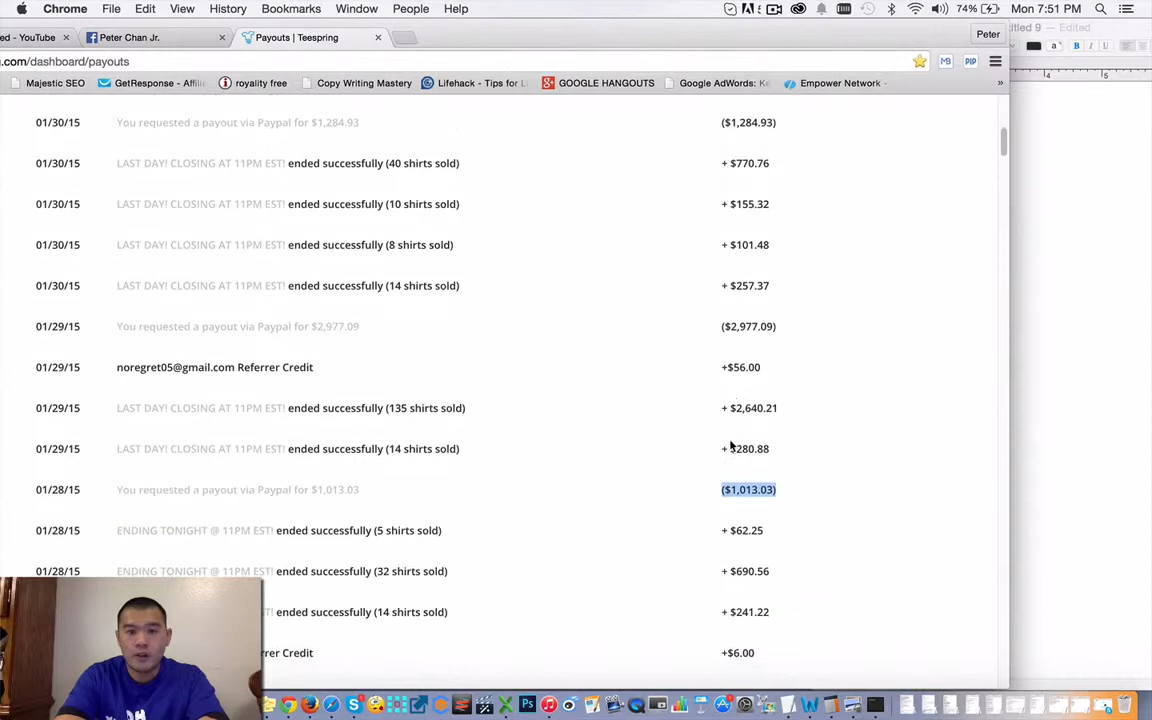 Chrome File Edit View History Bookmarks Window People Help 74% Mon 7:51 PM
ed - YouTube Peter Chan Jr. Payouts | Teespring Peter
g.com/dashboard/payouts
Majestic SEO GetResponse - Affili royality free Copy Writing Mastery Lifehack - Tips for Li GOOGLE HANGOUTS Google AdWords: Ke Empower Network - »
01/30/15 You requested a payout via Paypal for $1,284.93 ($1,284.93)
01/30/15 LAST DAY! CLOSING AT 11PM EST! ended successfully (40 shirts sold) + $770.76
01/30/15 LAST DAY! CLOSING AT 11PM EST! ended successfully (10 shirts sold) + $155.32
01/30/15 LAST DAY! CLOSING AT 11PM EST! ended successfully (8 shirts sold) + $101.48
01/30/15 LAST DAY! CLOSING AT 11PM EST! ended successfully (14 shirts sold) + $257.37
01/29/15 You requested a payout via Paypal for $2,977.09 ($2,977.09)
01/29/15 noregret05@gmail.com Referrer Credit +$56.00
01/29/15 LAST DAY! CLOSING AT 11PM EST! ended successfully (135 shirts sold) + $2,640.21
01/29/15 LAST DAY! CLOSING AT 11PM EST! ended successfully (14 shirts sold) + $280.88
01/28/15 You requested a payout via Paypal for $1,013.03 ($1,013.03)
01/28/15 ENDING TONIGHT @ 11PM EST! ended successfully (5 shirts sold) + $62.25
01/28/15 ENDING TONIGHT @ 11PM EST! ended successfully (32 shirts sold) + $690.56
ended successfully (14 shirts sold) + $241.22
rer Credit +$6.00
itled 9 — Edited
a B I U
4 5